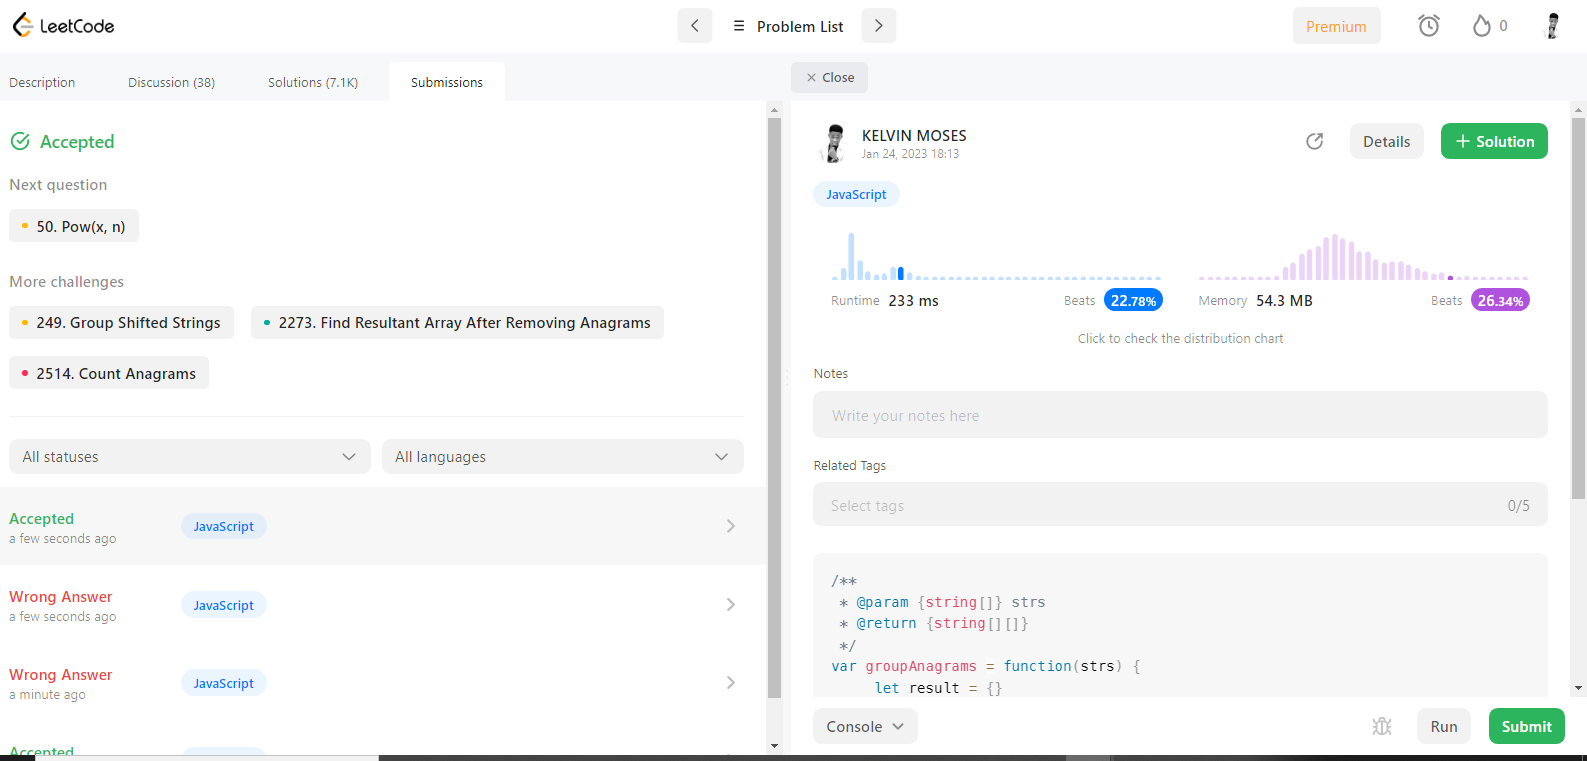 LeetCode
Problem List
Premium
0
Description
Discussion (38)
Solutions (7.1K)
Submissions
Close
Accepted
Next question
50. Pow(x, n)
More challenges
249. Group Shifted Strings
2273. Find Resultant Array After Removing Anagrams
2514. Count Anagrams
All statuses
All languages
Accepted
a few seconds ago
JavaScript
Wrong Answer
a few seconds ago
JavaScript
Wrong Answer
a minute ago
JavaScript
Accepted
KELVIN MOSES
Jan 24, 2023 18:13
Details
+ Solution
JavaScript
Runtime 233 ms
Beats 22.78%
Memory 54.3 MB
Beats 26.34%
Click to check the distribution chart
Notes
Write your notes here
Related Tags
Select tags
0/5
/**
* @param {string[]} strs
* @return {string[][]}
*/
var groupAnagrams = function(strs) {
let result = {}
Console
Run
Submit